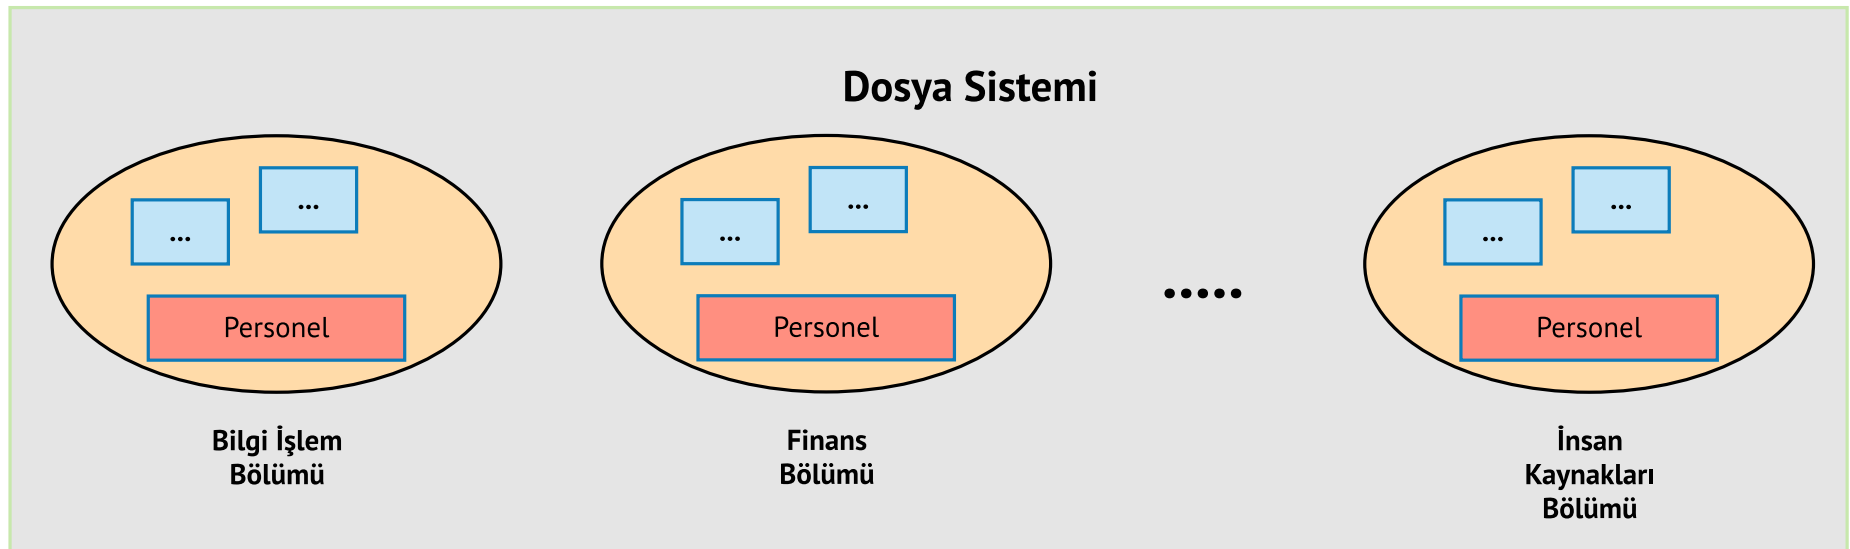 Dosya Sistemi
...
...
Personel
Bilgi İşlem
Bölümü
...
...
Personel
Finans
Bölümü
.....
...
...
Personel
İnsan
Kaynakları
Bölümü